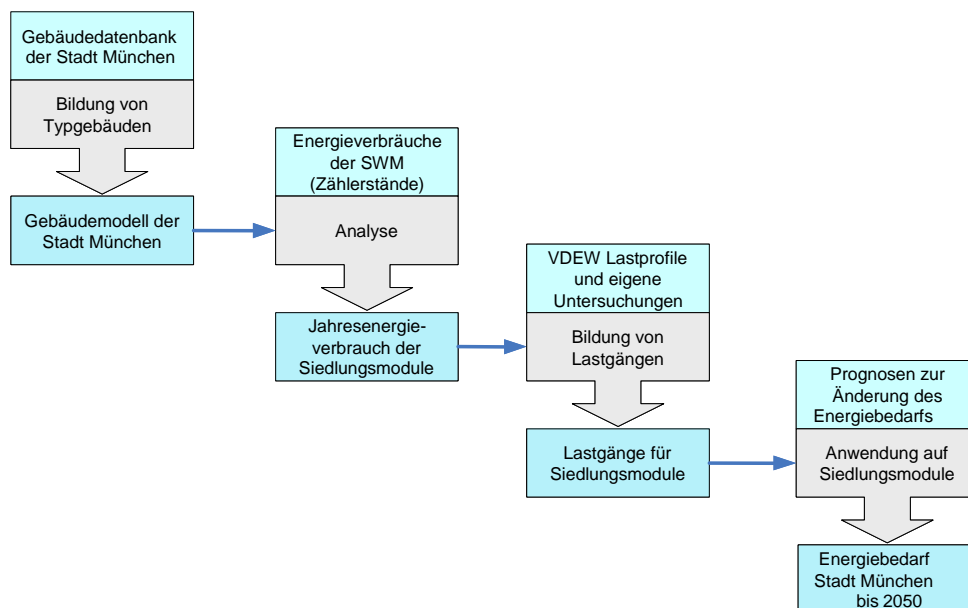 Gebäudedatenbank
der Stadt München
Bildung von
Typgebäuden
Gebäudemodell der
Stadt München
Energieverbräuche
der SWM
(Zählerstände)
Analyse
Jahresenergie-
verbrauch der
Siedlungsmodule
VDEW Lastprofile
und eigene
Untersuchungen
Bildung von
Lastgängen
Lastgänge für
Siedlungsmodule
Prognosen zur
Änderung des
Energiebedarfs
Anwendung auf
Siedlungsmodule
Energiebedarf
Stadt München
bis 2050